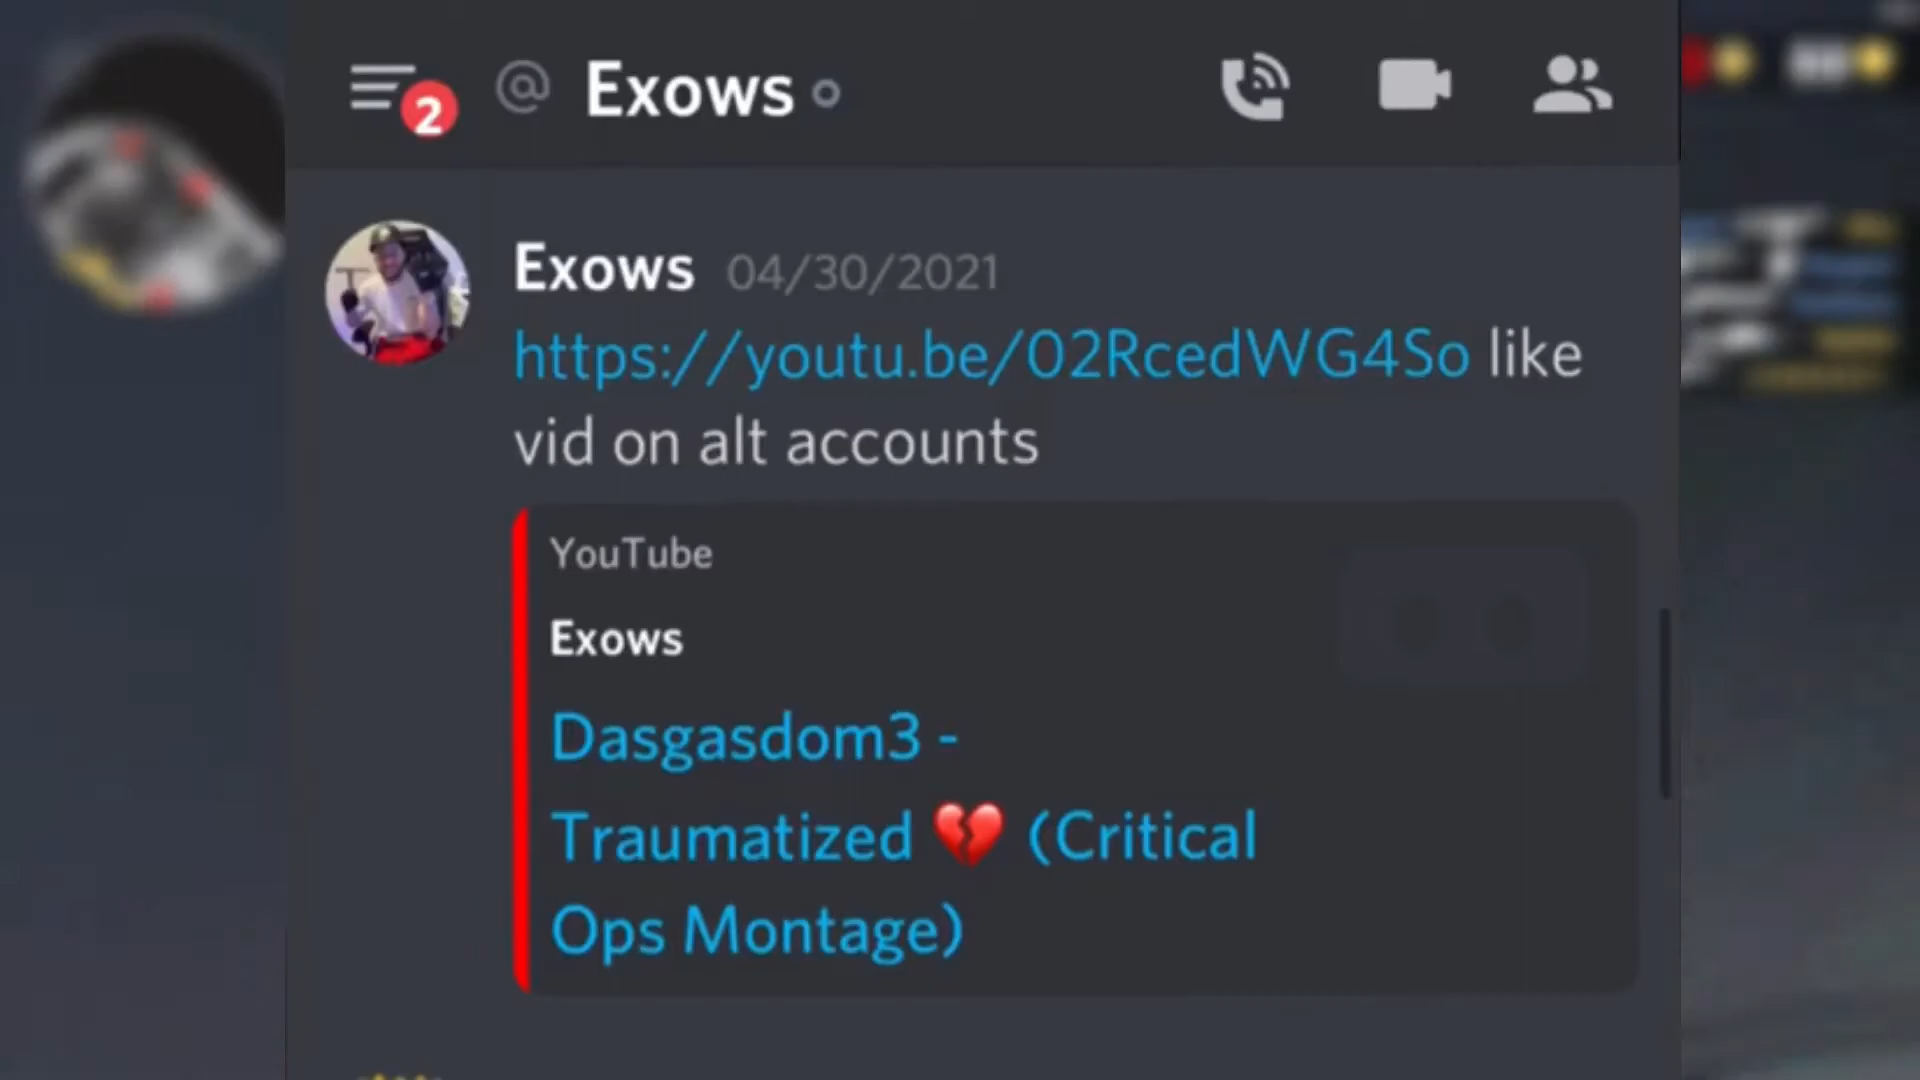 2
@ Exows
Exows 04/30/2021
https://youtu.be/02RcedWG4So like
vid on alt accounts
YouTube
Exows
Dasgasdom3 -
Traumatized 💔 (Critical
Ops Montage)